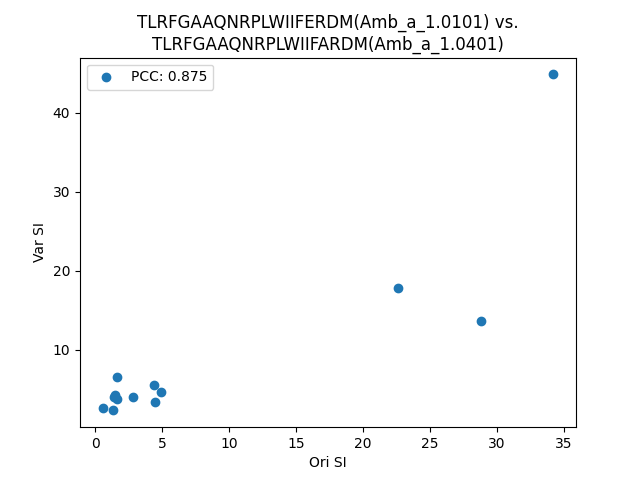 TLRFGAAQNRPLWIIFERDM(Amb_a_1.0101) vs.
TLRFGAAQNRPLWIIFARDM(Amb_a_1.0401)
PCC: 0.875
40
30
20
10
Var SI
0 5 10 15 20 25 30 35
Ori SI